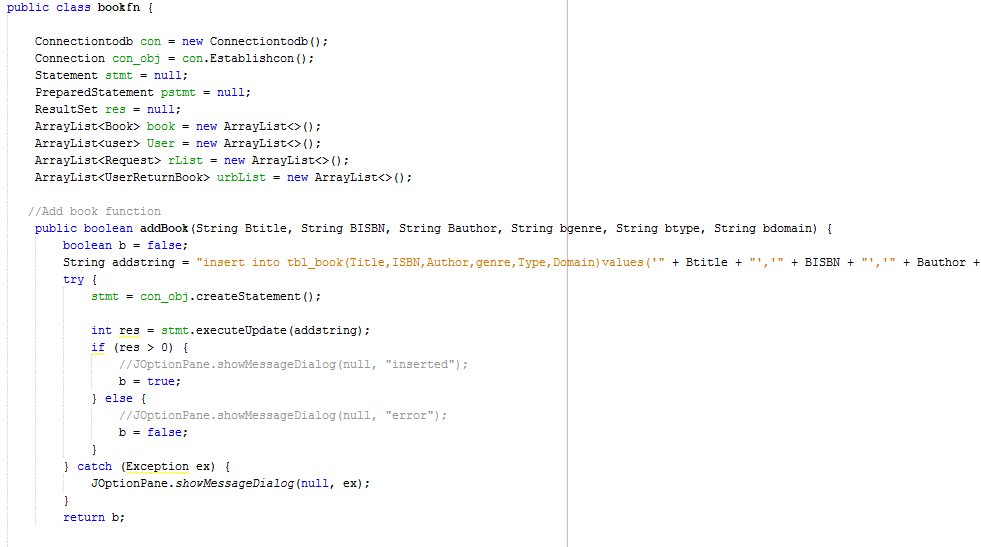 public class bookfn {
Connectiontodb con = new Connectiontodb();
Connection con_obj = con.Establishcon();
Statement stmt = null;
PreparedStatement pstmt = null;
ResultSet res = null;
ArrayList<Book> book = new ArrayList<>();
ArrayList<user> User = new ArrayList<>();
ArrayList<Request> rList = new ArrayList<>();
ArrayList<UserReturnBook> urbList = new ArrayList<>();
//Add book function
public boolean addBook(String Btitle, String BISBN, String Bauthor, String bgenre, String btype, String bdomain) {
boolean b = false;
String addstring = "insert into tbl_book(Title,ISBN,Author,genre,Type,Domain)values('" + Btitle + "','" + BISBN + "','" + Bauthor +
try {
stmt = con_obj.createStatement();
int res = stmt.executeUpdate(addstring);
if (res > 0) {
//JOptionPane.showMessageDialog(null, "inserted");
b = true;
} else {
//JOptionPane.showMessageDialog(null, "error");
b = false;
}
} catch (Exception ex) {
JOptionPane.showMessageDialog(null, ex);
}
return b;